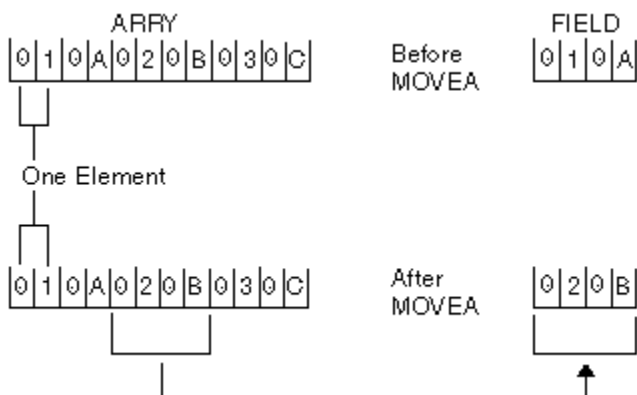 ARRY FIELD
0 1 0 A 0 2 0 B 0 3 0 C Before 0 1 0 A
MOVEA
One Element
0 1 0 A 0 2 0 B 0 3 0 C After 0 2 0 B
MOVEA